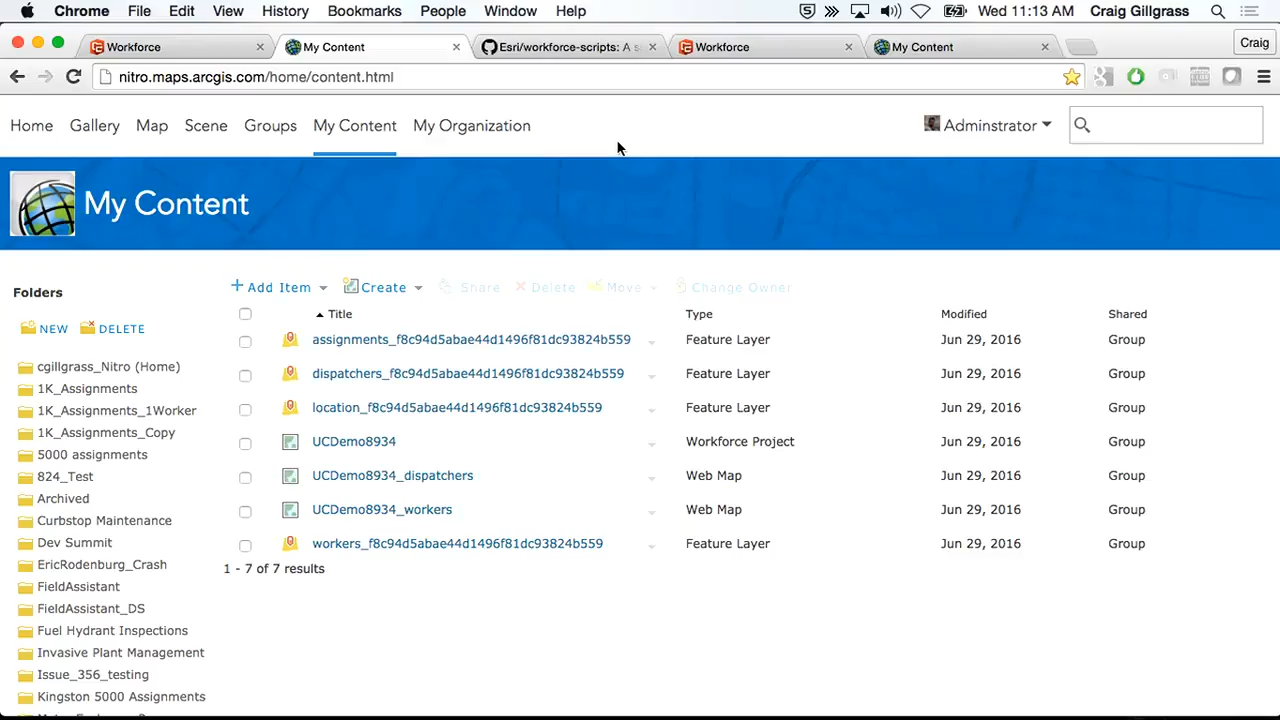 Chrome File Edit View History Bookmarks People Window Help Wed 11:13 AM Craig Gillgrass
Workforce My Content Esri/workforce-scripts: A s Workforce My Content Craig
nitro.maps.arcgis.com/home/content.html
Home Gallery Map Scene Groups My Content My Organization Adminstrator
My Content
Folders
NEW DELETE
cgillgrass_Nitro (Home)
1K_Assignments
1K_Assignments_1Worker
1K_Assignments_Copy
5000 assignments
824_Test
Archived
Curbstop Maintenance
Dev Summit
EricRodenburg_Crash
FieldAssistant
FieldAssistant_DS
Fuel Hydrant Inspections
Invasive Plant Management
Issue_356_testing
Kingston 5000 Assignments
Add Item Create Share Delete Move Change Owner
Title Type Modified Shared
assignments_f8c94d5abae44d1496f81dc93824b559 Feature Layer Jun 29, 2016 Group
dispatchers_f8c94d5abae44d1496f81dc93824b559 Feature Layer Jun 29, 2016 Group
location_f8c94d5abae44d1496f81dc93824b559 Feature Layer Jun 29, 2016 Group
UCDemo8934 Workforce Project Jun 29, 2016 Group
UCDemo8934_dispatchers Web Map Jun 29, 2016 Group
UCDemo8934_workers Web Map Jun 29, 2016 Group
workers_f8c94d5abae44d1496f81dc93824b559 Feature Layer Jun 29, 2016 Group
1 - 7 of 7 results